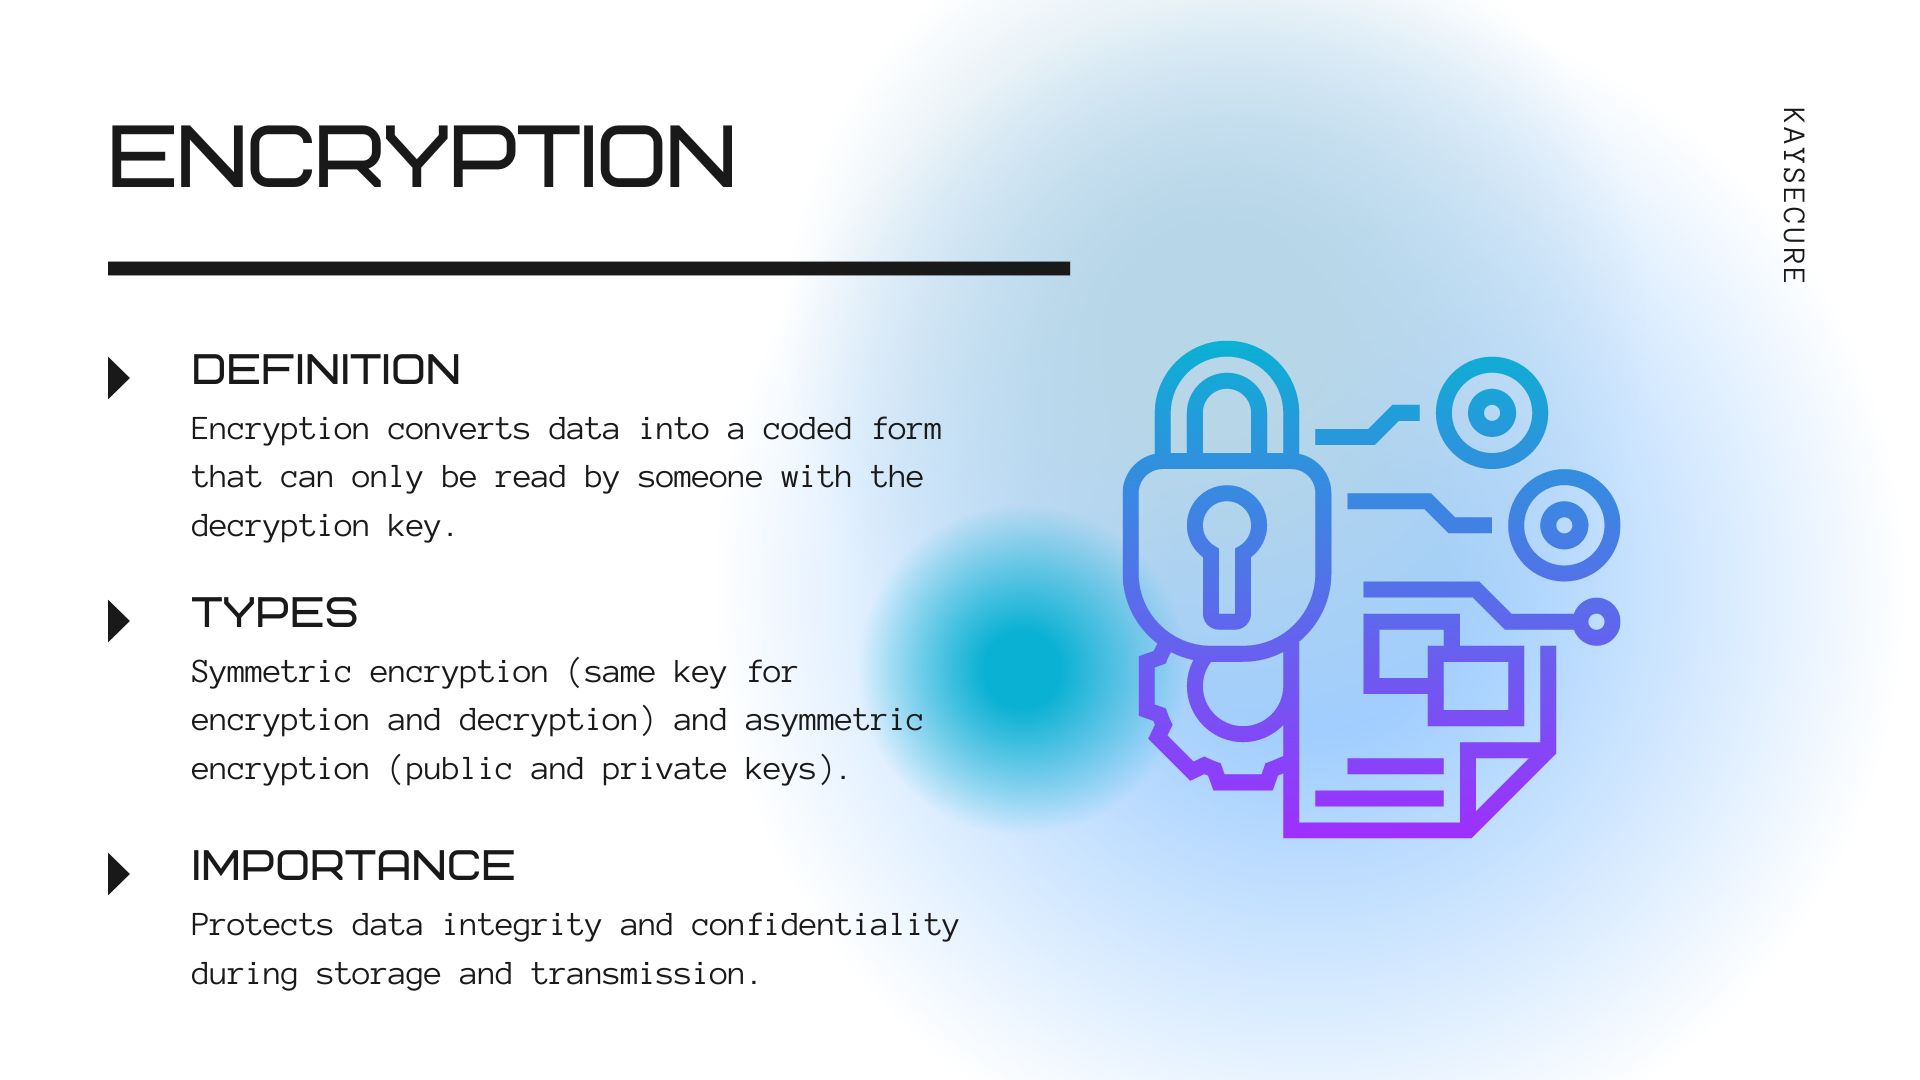 ENCRYPTION
KAYSECURE
DEFINITION
Encryption converts data into a coded form
that can only be read by someone with the
decryption key.
TYPES
Symmetric encryption (same key for
encryption and decryption) and asymmetric
encryption (public and private keys).
IMPORTANCE
Protects data integrity and confidentiality
during storage and transmission.